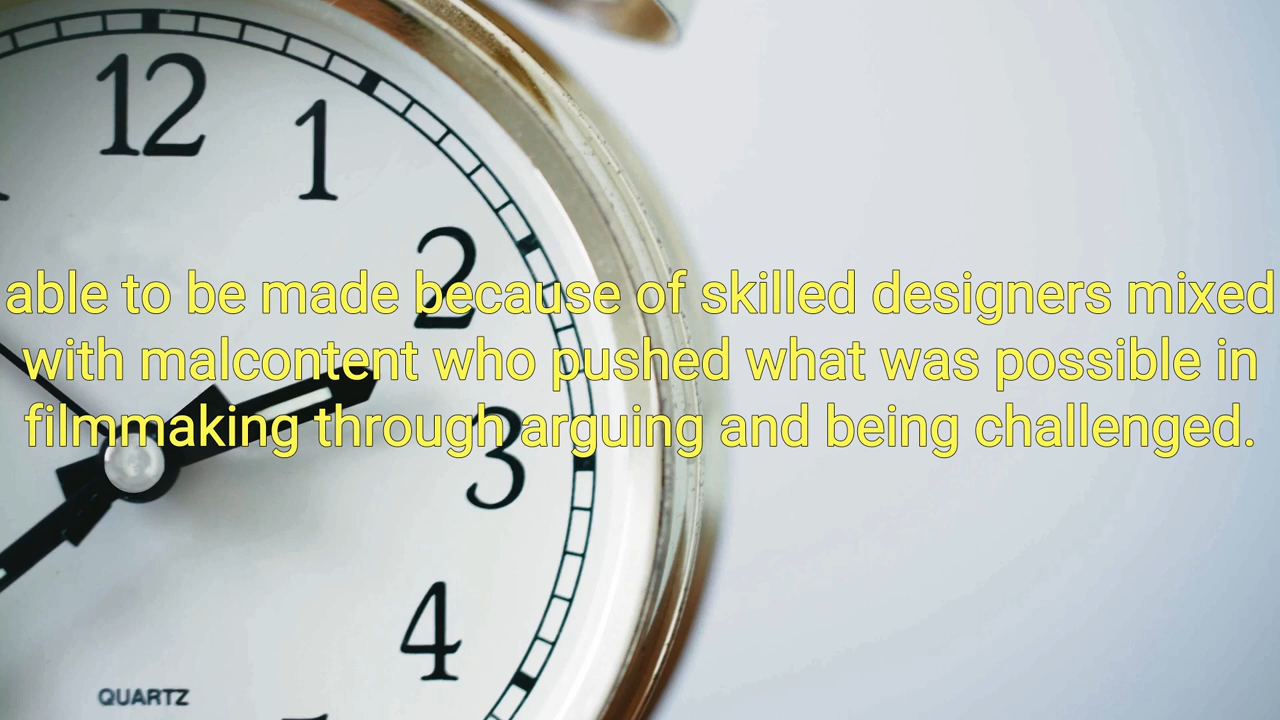 12
1
2
able to be made because of skilled designers mixed
with malcontent who pushed what was possible in
filmmaking through arguing and being challenged.
3
4
QUARTZ